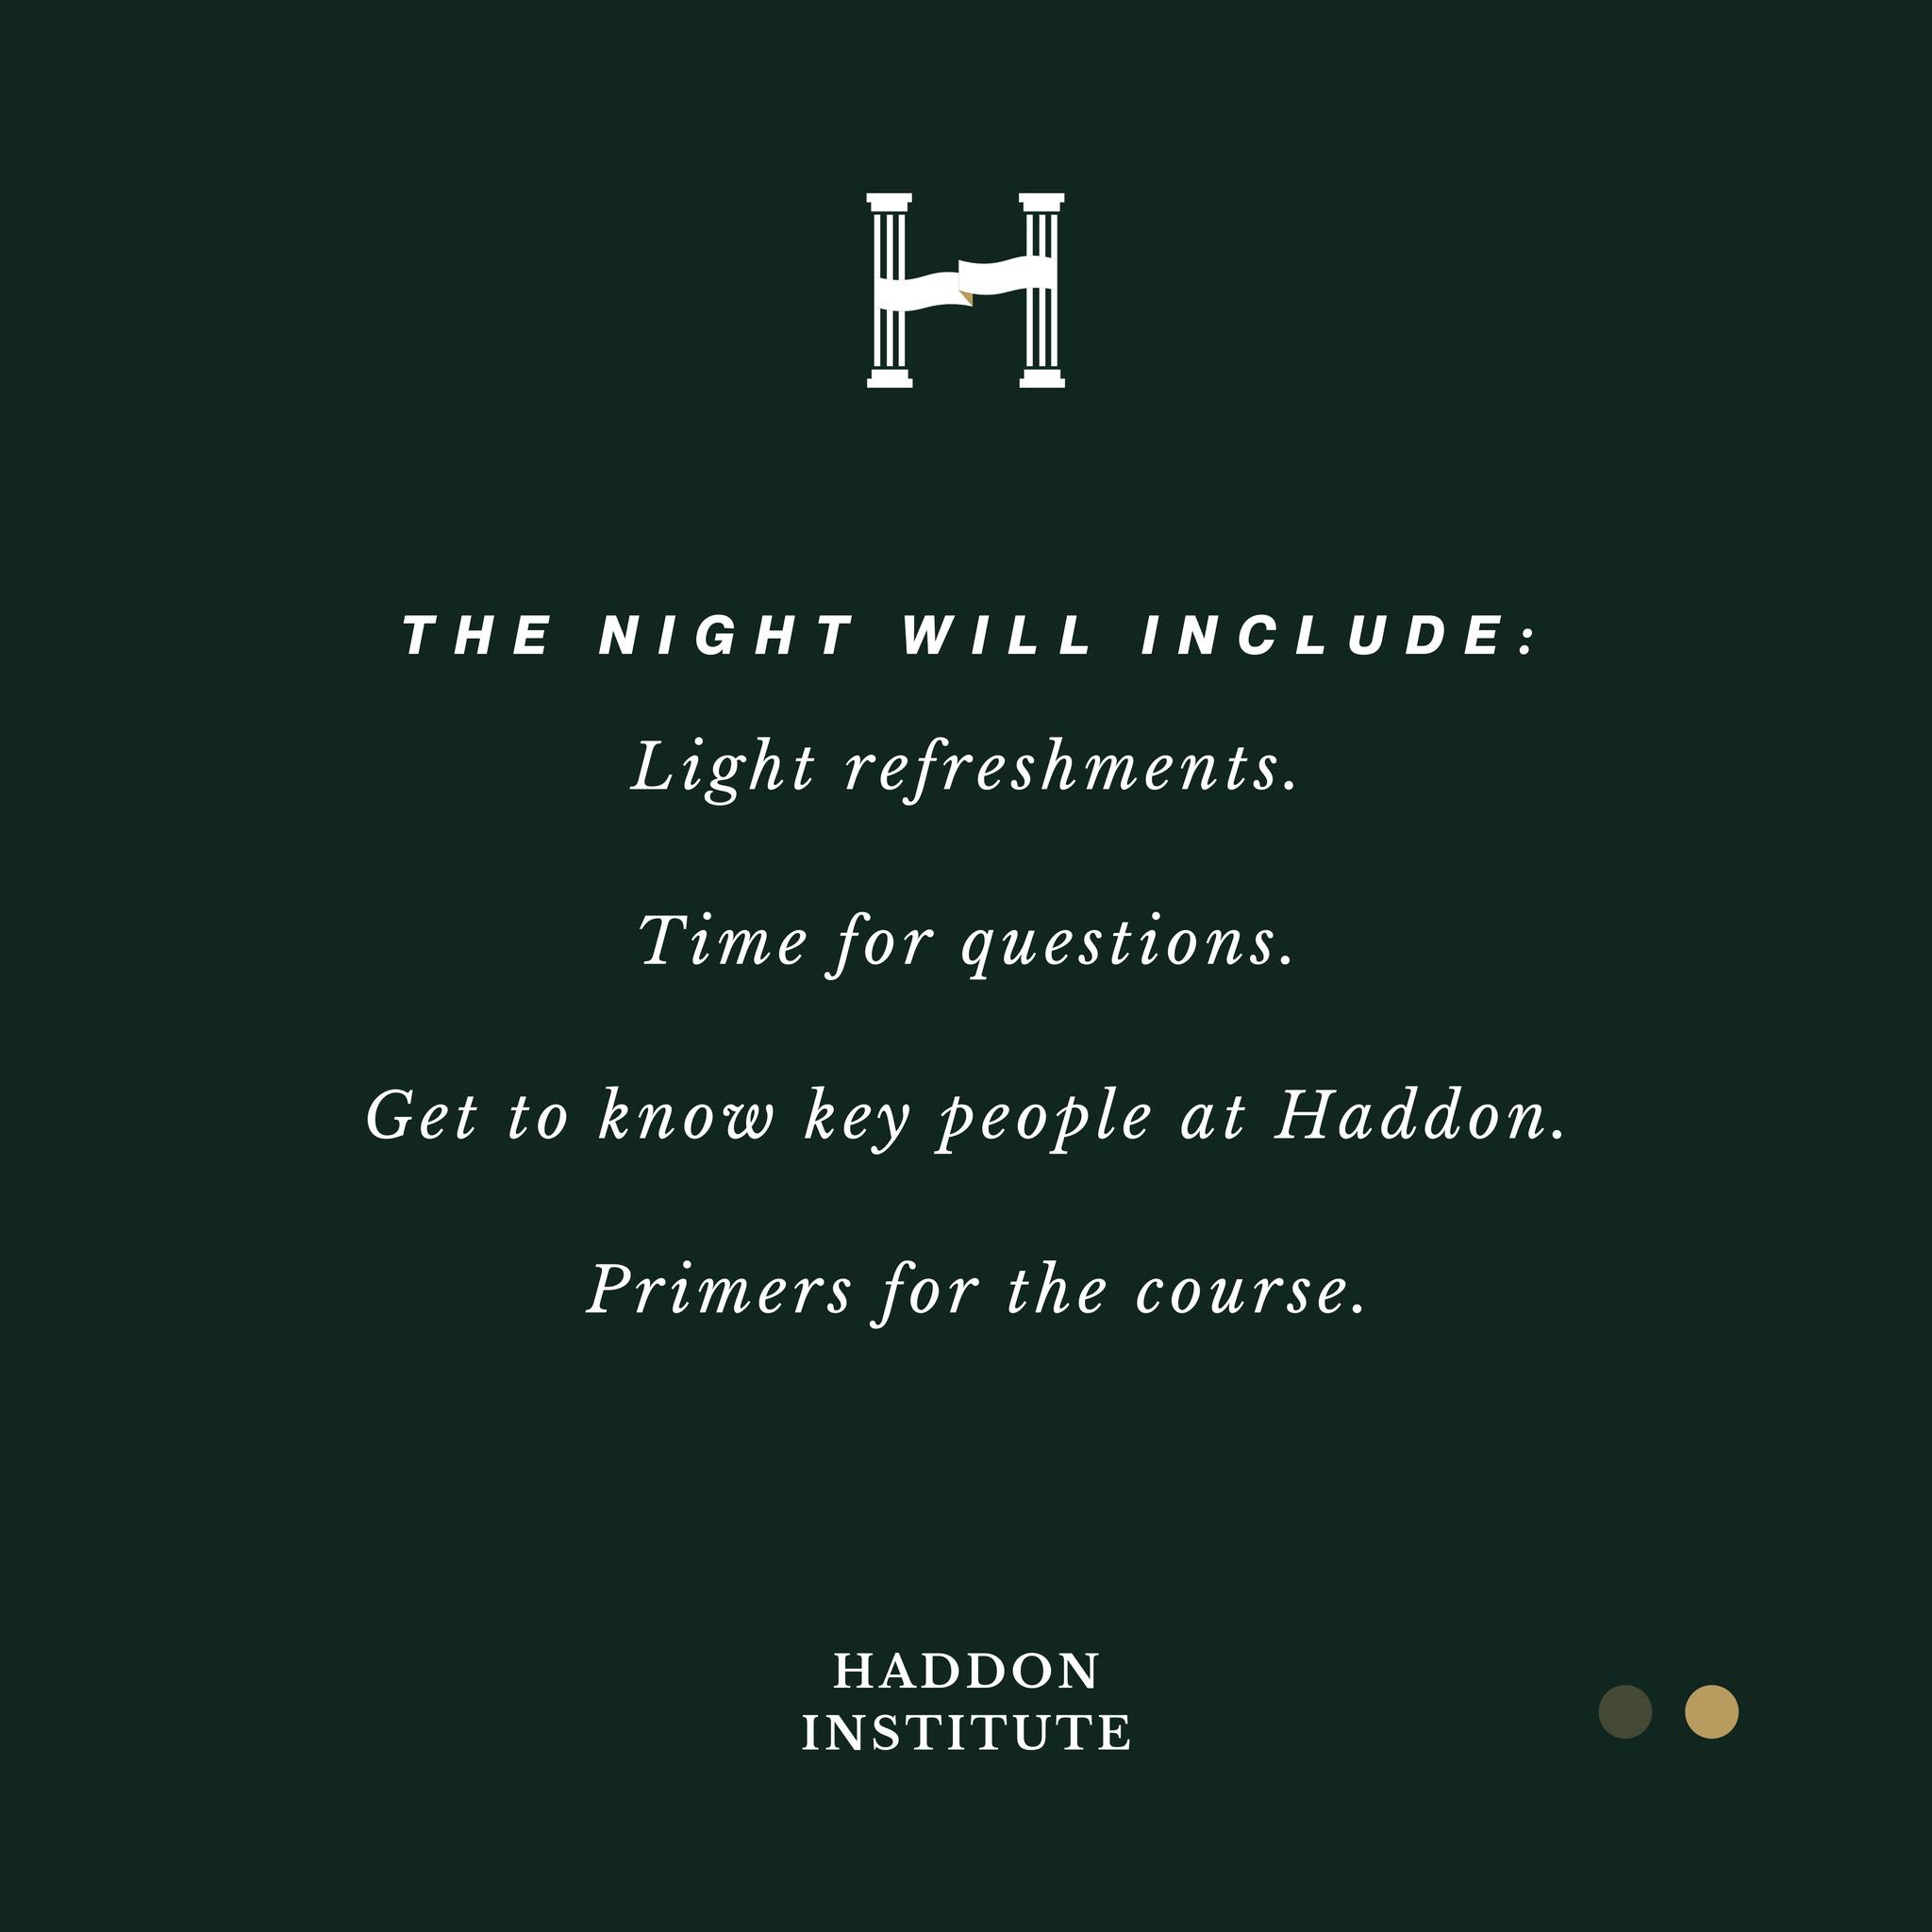 THE NIGHT WILL INCLUDE:
Light refreshments.
Time for questions.
Get to know key people at Haddon.
Primers for the course.
HADDON
INSTITUTE